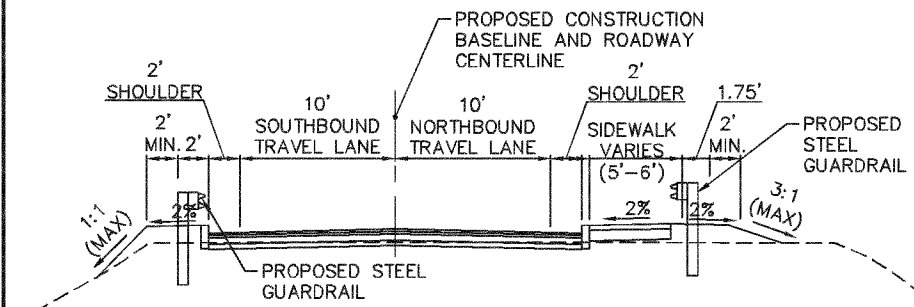 PROPOSED CONSTRUCTION
BASELINE AND ROADWAY
CENTERLINE
2'
SHOULDER
2'
MIN.
2'
10'
SOUTHBOUND
TRAVEL LANE
10'
NORTHBOUND
TRAVEL LANE
2'
SHOULDER
SIDEWALK
VARIES
(5'-6')
1.75'
2'
MIN.
PROPOSED
STEEL
GUARDRAIL
1:1
(MAX)
2%
2%
2%
3:1
(MAX)
PROPOSED STEEL
GUARDRAIL